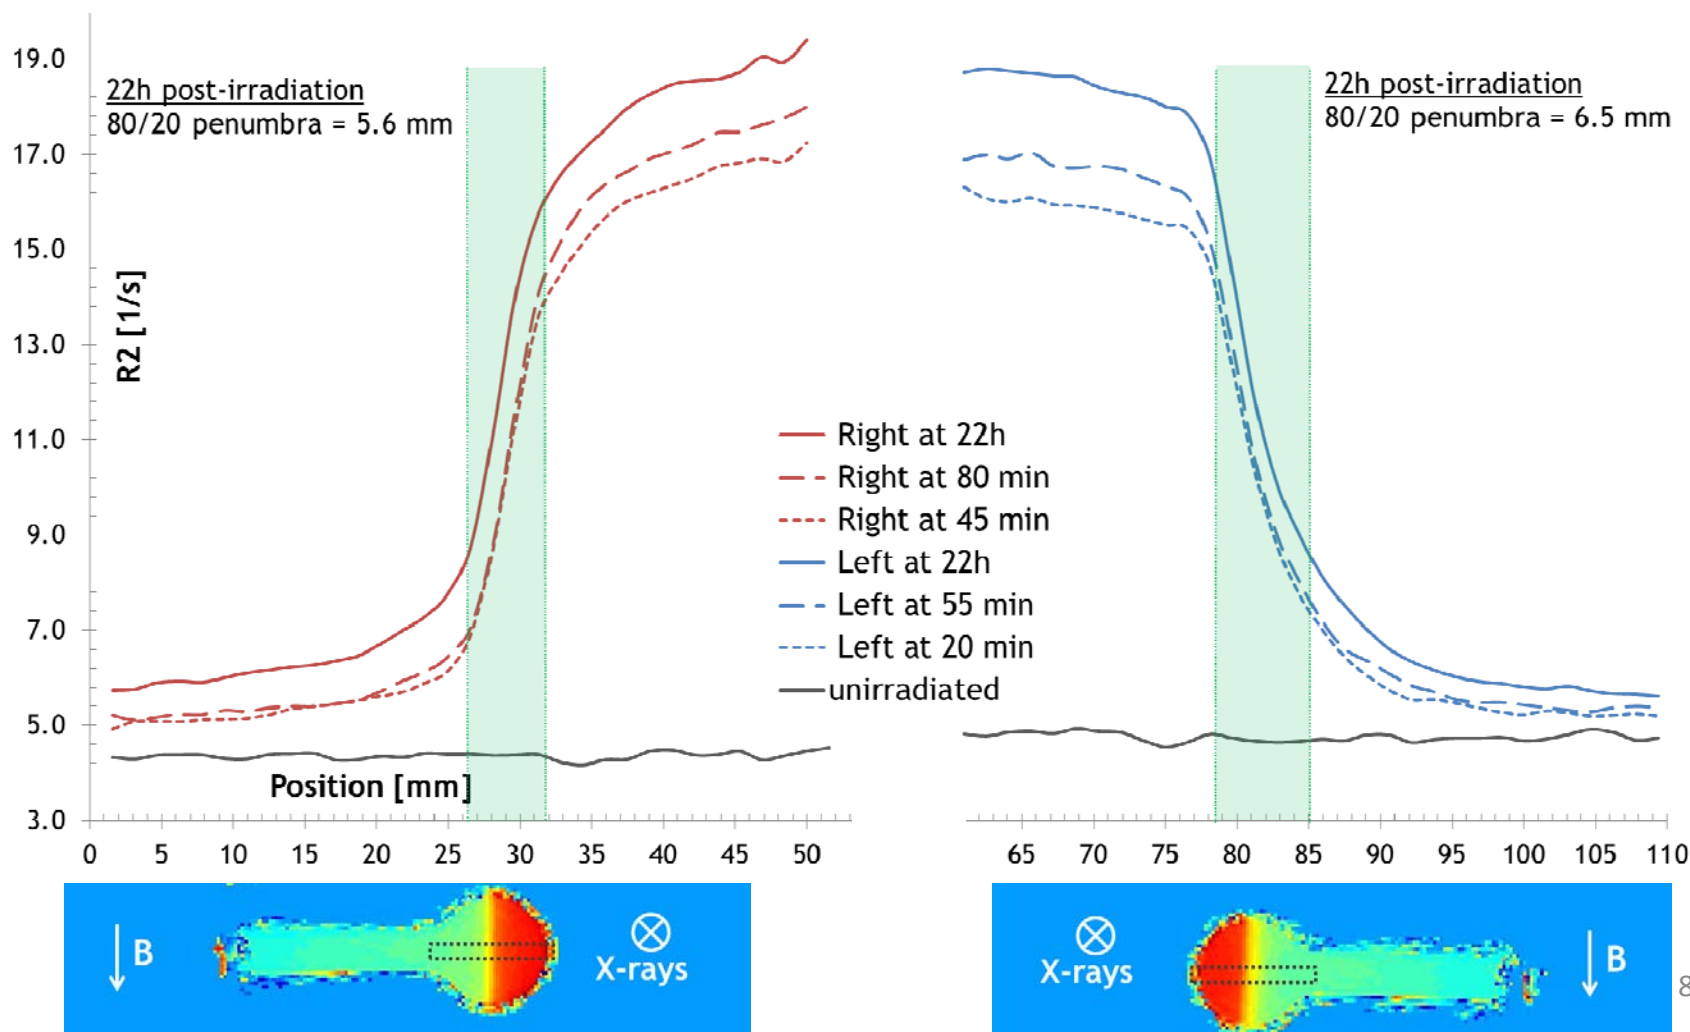 19.0
17.0
15.0
13.0
11.0
9.0
7.0
5.0
3.0
R2 [1/s]
22h post-irradiation
80/20 penumbra = 5.6 mm
22h post-irradiation
80/20 penumbra = 6.5 mm
Right at 22h
Right at 80 min
Right at 45 min
Left at 22h
Left at 55 min
Left at 20 min
unirradiated
Position [mm]
0 5 10 15 20 25 30 35 40 45 50
65 70 75 80 85 90 95 100 105 110
B
X-rays
X-rays
B
8